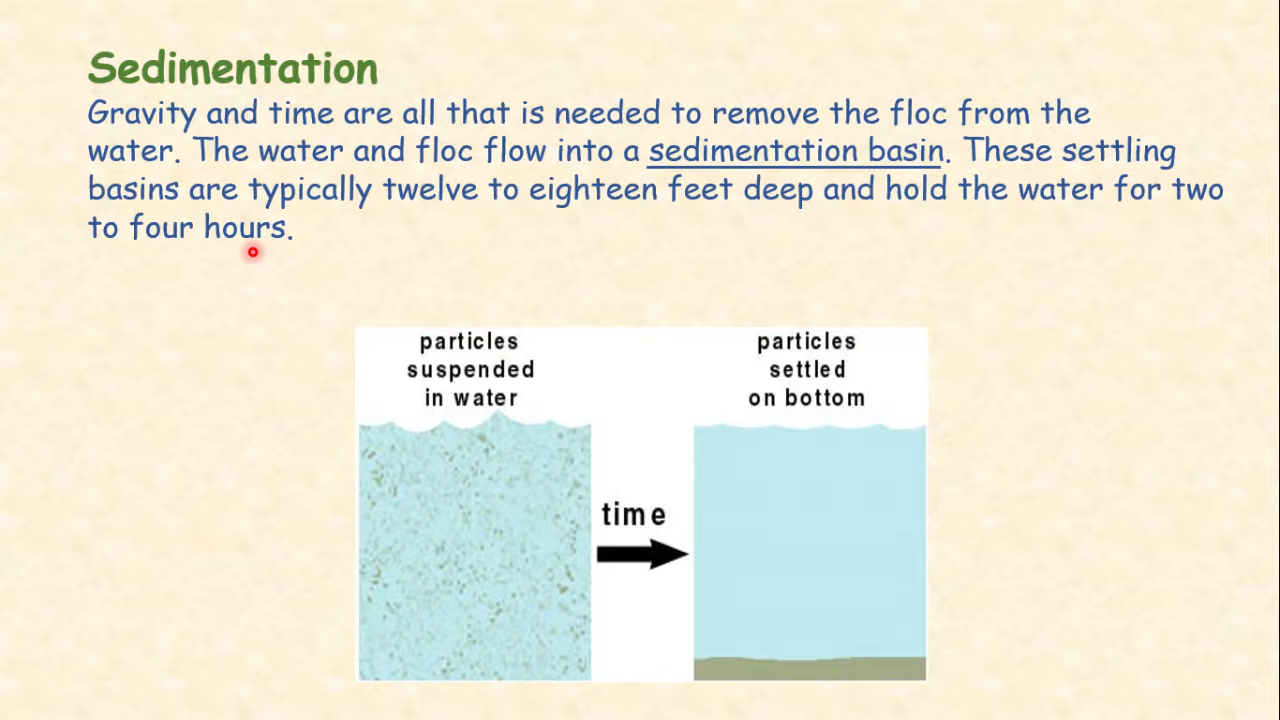 Sedimentation
Gravity and time are all that is needed to remove the floc from the
water. The water and floc flow into a sedimentation basin. These settling
basins are typically twelve to eighteen feet deep and hold the water for two
to four hours.
particles
suspended
in water
particles
settled
on bottom
time